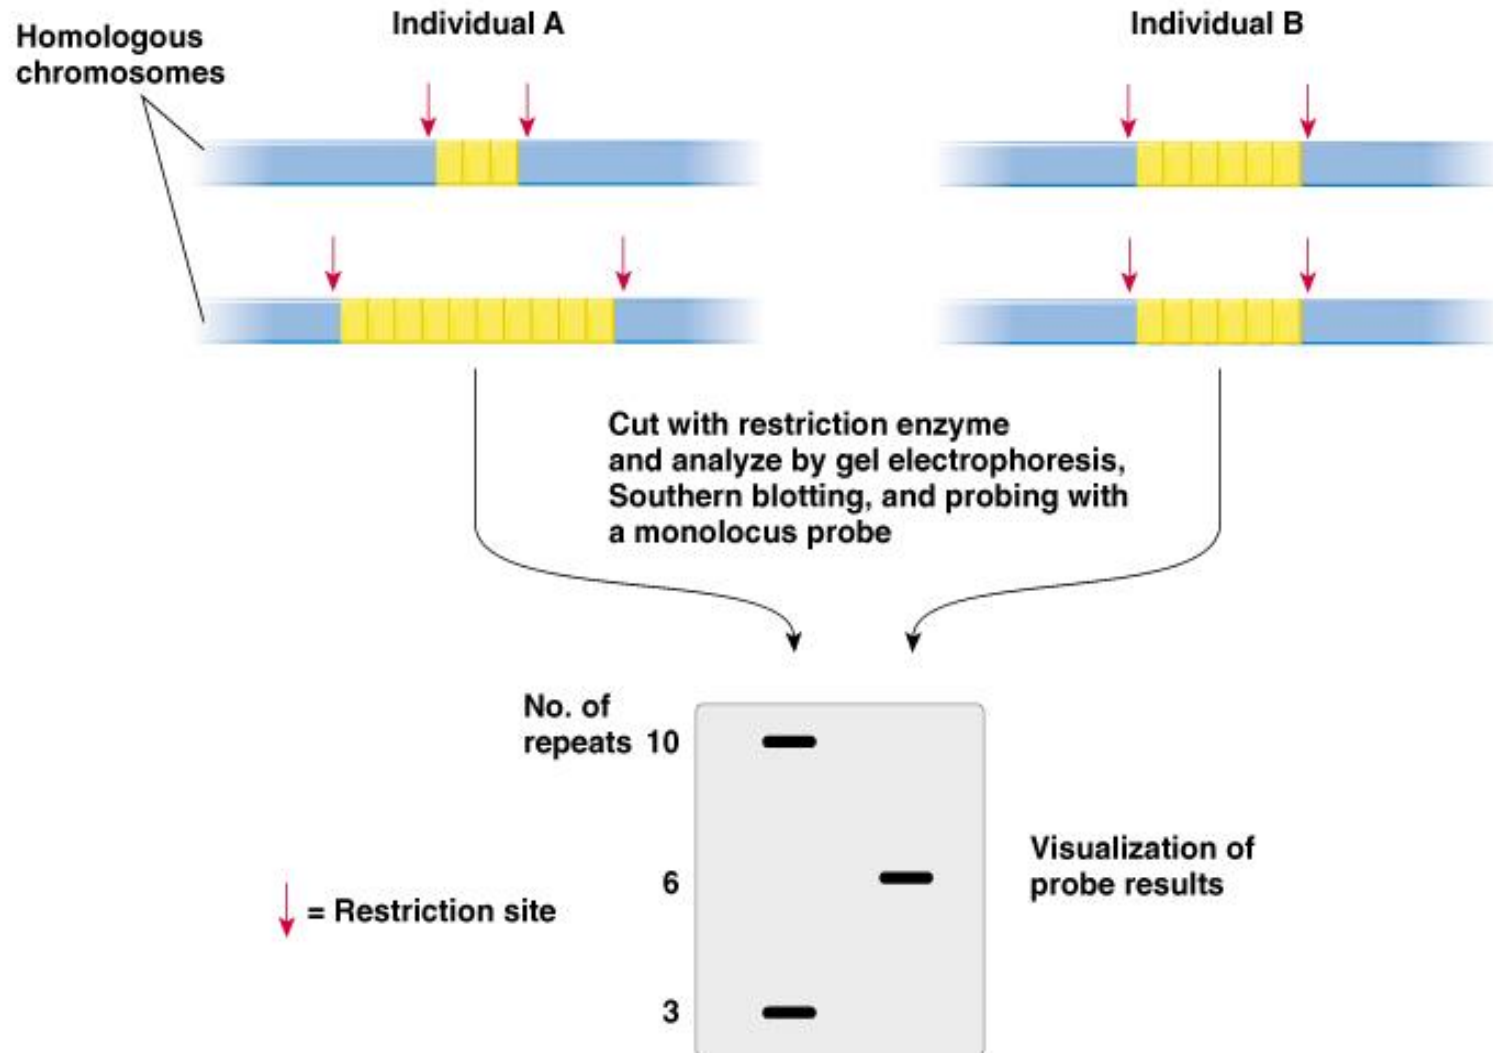 Individual A
Individual B
Homologous
chromosomes
Cut with restriction enzyme
and analyze by gel electrophoresis,
Southern blotting, and probing with
a monolocus probe
No. of
repeats 10
6
3
Visualization of
probe results
= Restriction site